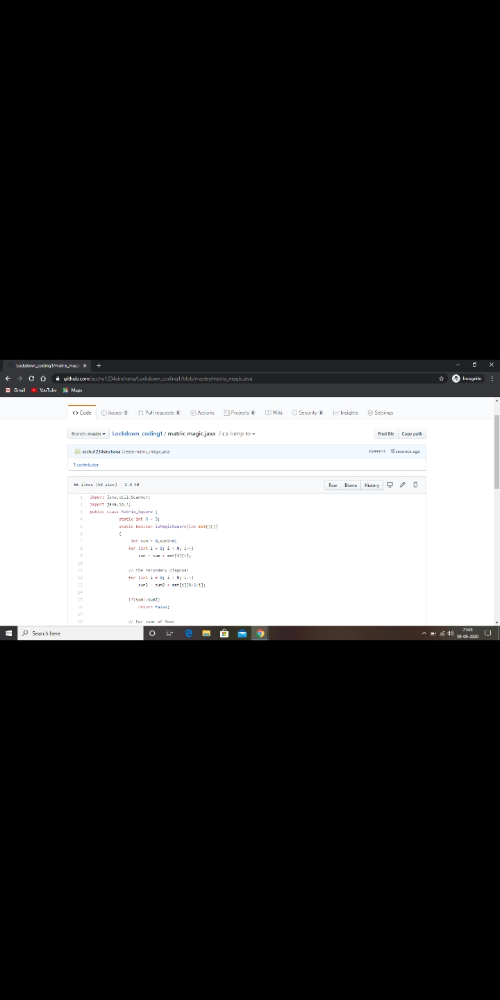 Lockdown_coding1/matrix_magi
github.com/acchu1234sinchana/Lockdown_coding1/blob/master/matrix_magic.java
Incognito
Gmail YouTube Maps
Code Issues 0 Pull requests 0 Actions Projects 0 Wiki Security 0 Insights Settings
Branch: master Lockdown_coding1 / matrix_magic.java / <> Jump to Find file Copy path
acchu1234sinchana Create matrix_magic.java f644fff 18 seconds ago
1 contributor
66 lines (58 sloc) 1.9 KB Raw Blame History
1 import java.util.Scanner;
2 import java.io.*;
3 public class Matrix_Square {
4 static int N = 3;
5 static boolean isMagicSquare(int mat[][])
6 {
7 int sum = 0,sum2=0;
8 for (int i = 0; i < N; i++)
9 sum = sum + mat[i][i];
10
11 // the secondary diagonal
12 for (int i = 0; i < N; i++)
13 sum2 = sum2 + mat[i][N-1-i];
14
15 if(sum!=sum2)
16 return false;
17
18 // For sums of Rows
Search here
21:08
08-06-2020